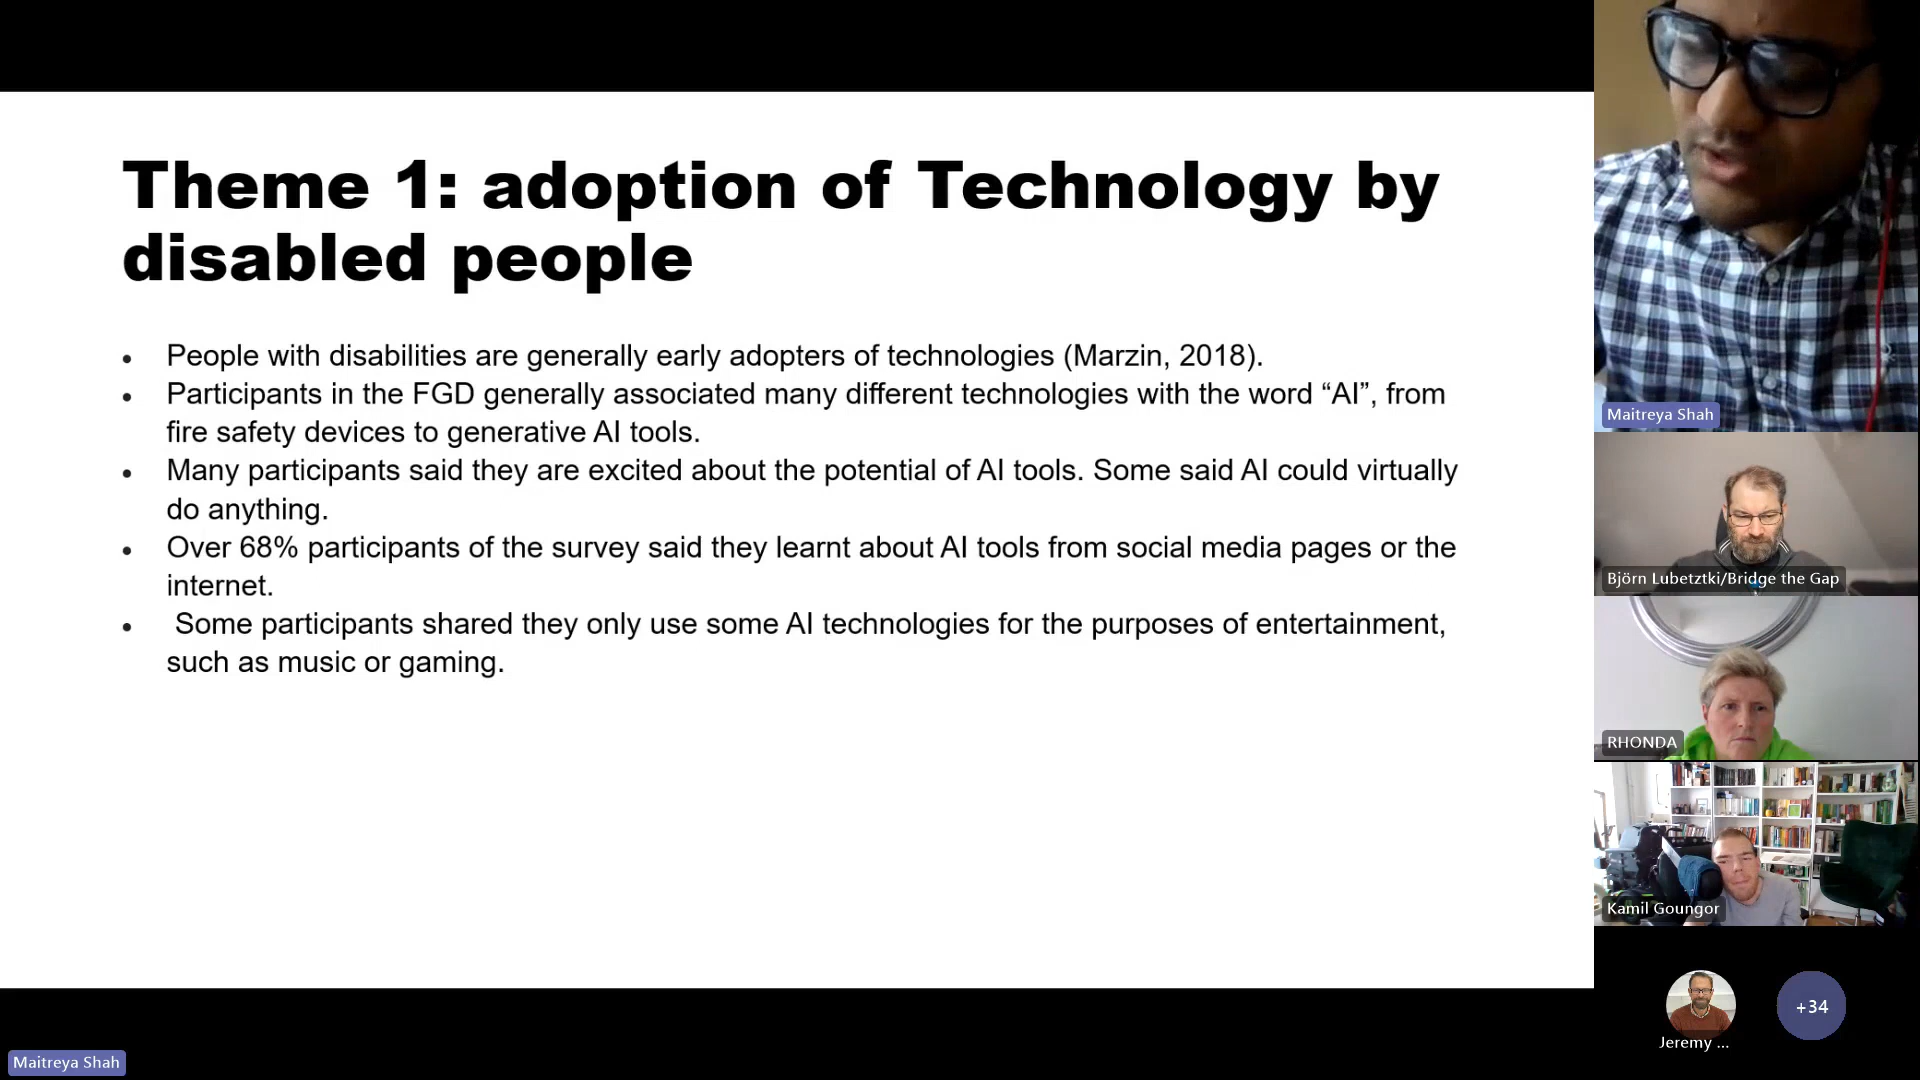 Theme 1: adoption of Technology by
disabled people
• People with disabilities are generally early adopters of technologies (Marzin, 2018).
• Participants in the FGD generally associated many different technologies with the word “AI”, from
fire safety devices to generative AI tools.
• Many participants said they are excited about the potential of AI tools. Some said AI could virtually
do anything.
• Over 68% participants of the survey said they learnt about AI tools from social media pages or the
internet.
• Some participants shared they only use some AI technologies for the purposes of entertainment,
such as music or gaming.
Maitreya Shah
Björn Lubetztki/Bridge the Gap
RHONDA
Kamil Goungor
Jeremy ...
+34
Maitreya Shah